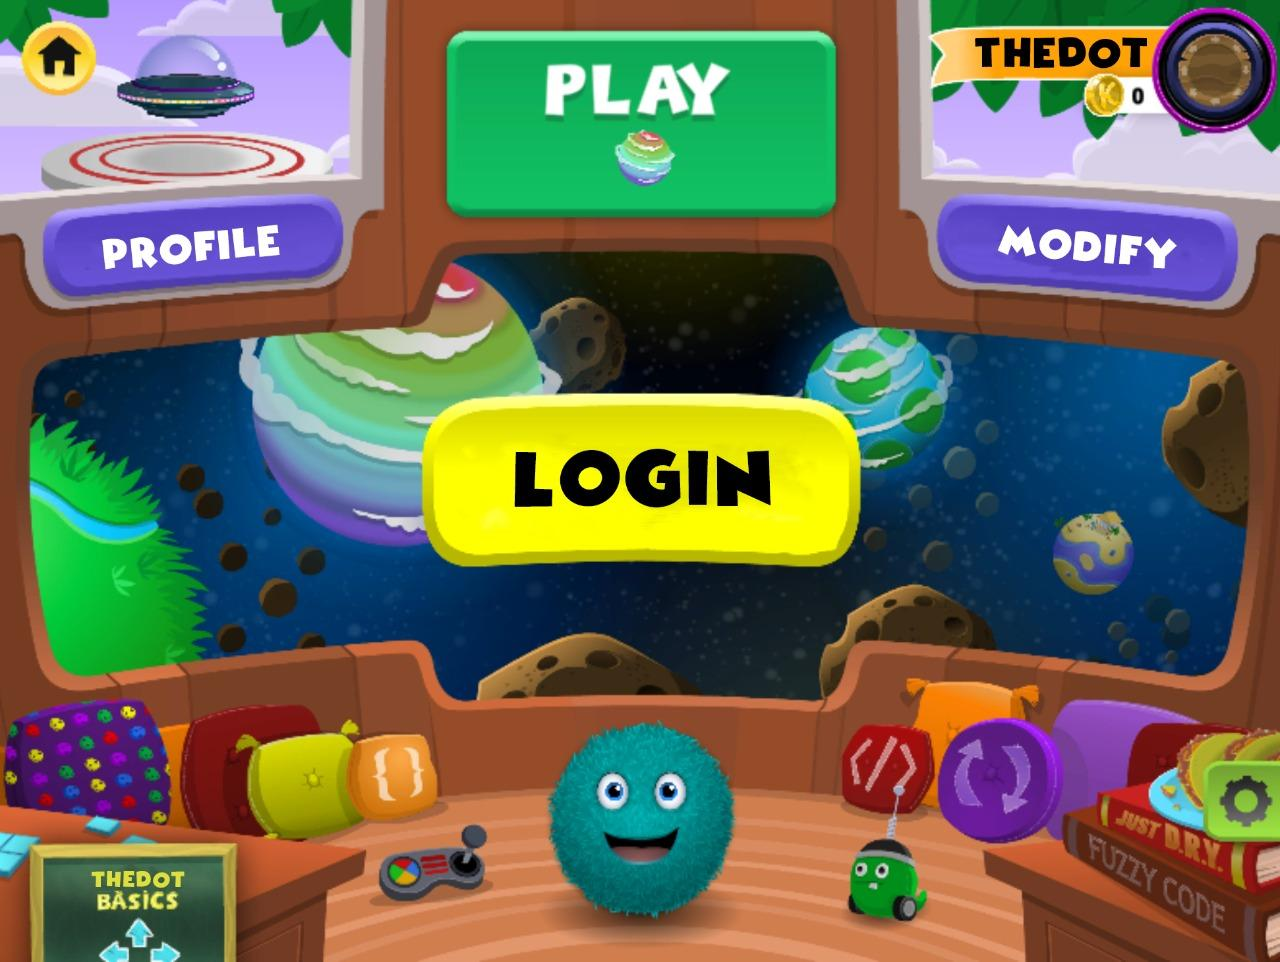 PLAY
THEDOT
K 0
PROFILE
MODIFY
LOGIN
{ }
</>
JUST D.R.Y.
FUZZY CODE
THEDOT
BASICS